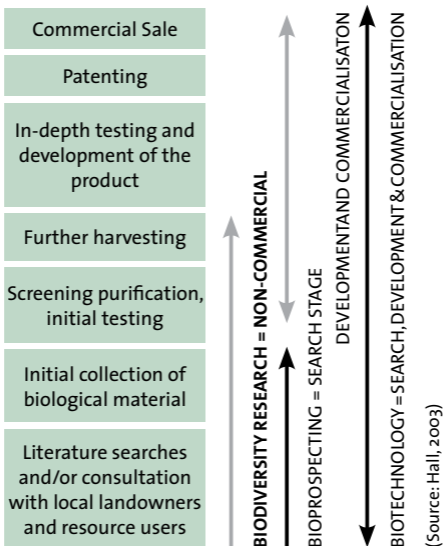 Commercial Sale
Patenting
In-depth testing and
development of the
product
Further harvesting
Screening purification,
initial testing
Initial collection of
biological material
Literature searches
and/or consultation
with local landowners
and resource users
BIODIVERSITY RESEARCH = NON-COMMERCIAL
BIOPROSPECTING = SEARCH STAGE
DEVELOPMENTAND COMMERCIALISATON
BIOTECHNOLOGY = SEARCH, DEVELOPMENT & COMMERCIALISATION
(Source: Hall, 2003)